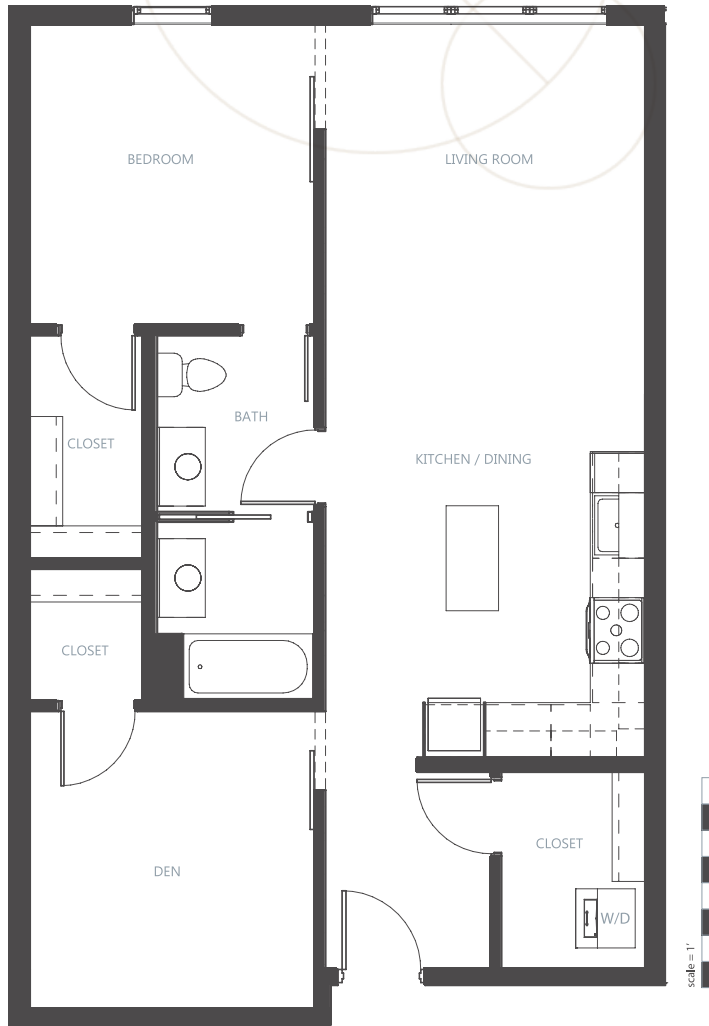 BEDROOM
LIVING ROOM
BATH
CLOSET
KITCHEN / DINING
CLOSET
CLOSET
DEN
W/D
scale = 1'